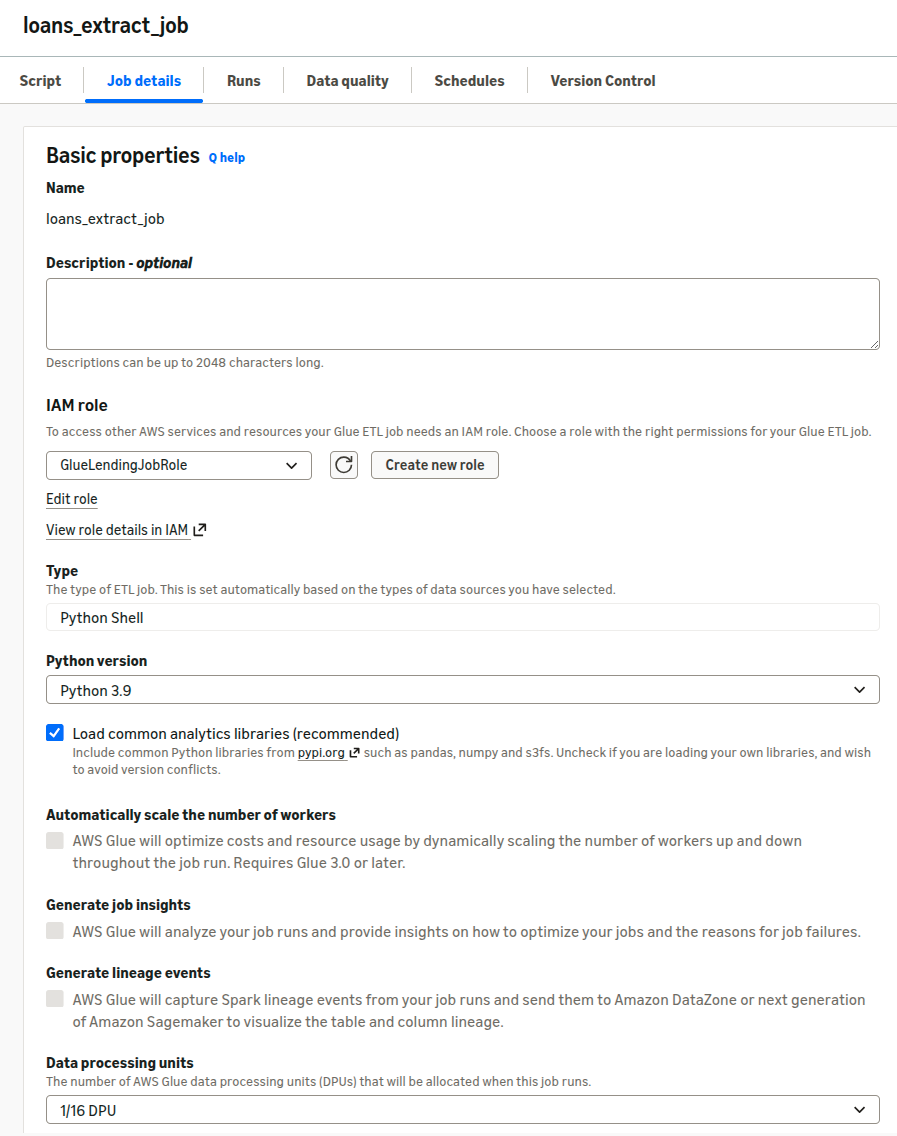 loans_extract_job
Script
Job details
Runs
Data quality
Schedules
Version Control
Basic properties Q help
Name
loans_extract_job
Description - optional
Descriptions can be up to 2048 characters long.
IAM role
To access other AWS services and resources your Glue ETL job needs an IAM role. Choose a role with the right permissions for your Glue ETL job.
GlueLendingJobRole
Create new role
Edit role
View role details in IAM
Type
The type of ETL job. This is set automatically based on the types of data sources you have selected.
Python Shell
Python version
Python 3.9
Load common analytics libraries (recommended)
Include common Python libraries from pypi.org such as pandas, numpy and s3fs. Uncheck if you are loading your own libraries, and wish
to avoid version conflicts.
Automatically scale the number of workers
AWS Glue will optimize costs and resource usage by dynamically scaling the number of workers up and down
throughout the job run. Requires Glue 3.0 or later.
Generate job insights
AWS Glue will analyze your job runs and provide insights on how to optimize your jobs and the reasons for job failures.
Generate lineage events
AWS Glue will capture Spark lineage events from your job runs and send them to Amazon DataZone or next generation
of Amazon Sagemaker to visualize the table and column lineage.
Data processing units
The number of AWS Glue data processing units (DPUs) that will be allocated when this job runs.
1/16 DPU